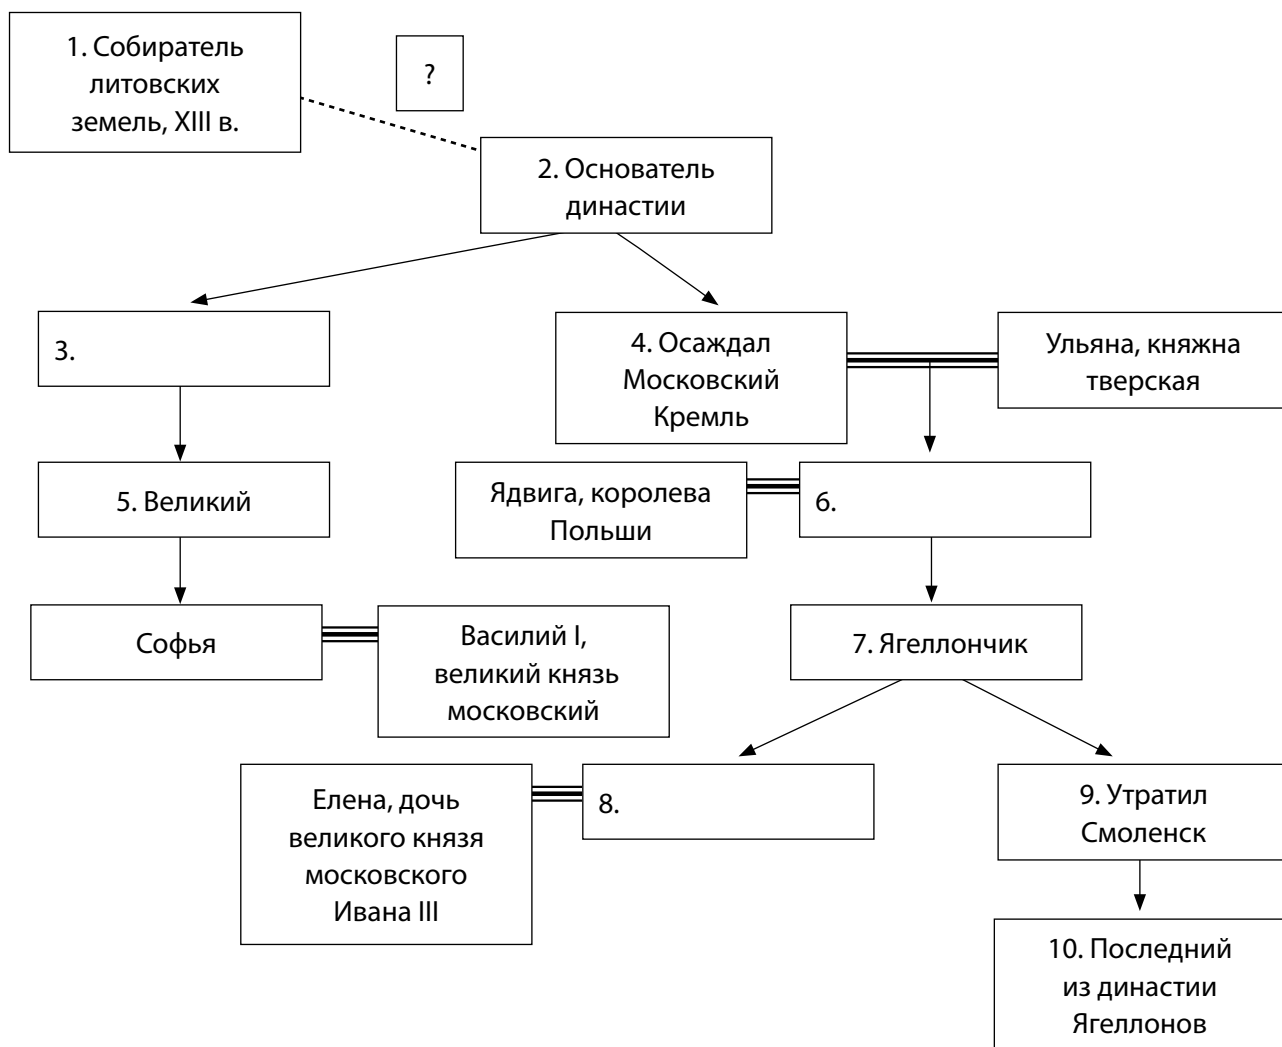 1. Собиратель
литовских
земель, XIII в.
?
2. Основатель
династии
3.
4. Осаждал
Московский
Кремль
Ульяна, княжна
тверская
5. Великий
Ядвига, королева
Польши
6.
Софья
Василий I,
великий князь
московский
7. Ягеллончик
Елена, дочь
великого князя
московского
Ивана III
8.
9. Утратил
Смоленск
10. Последний
из династии
Ягеллонов